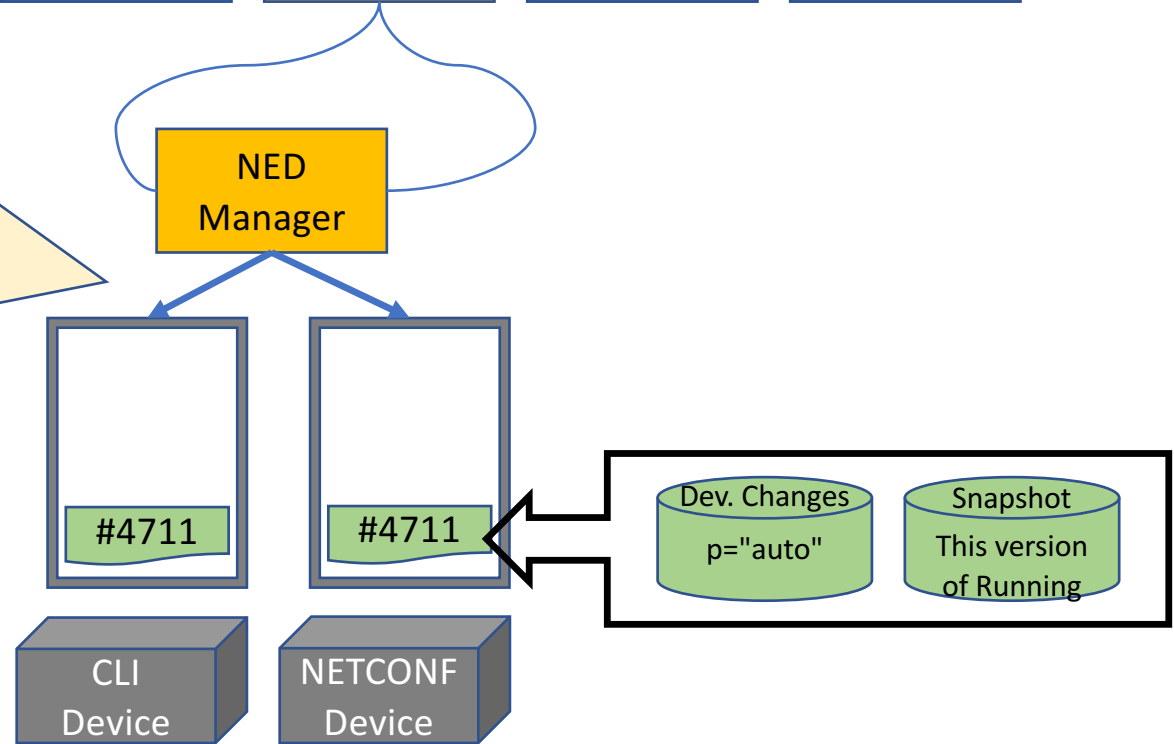 NED
Manager
#4711
#4711
Dev. Changes
p="auto"
Snapshot
This version
of Running
CLI
Device
NETCONF
Device